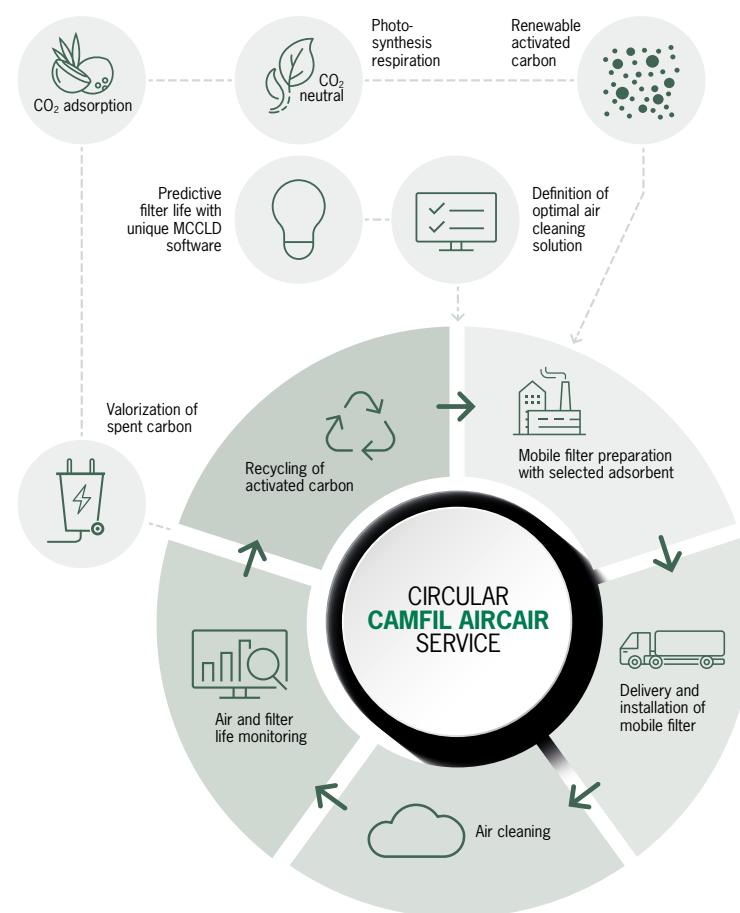 Photo-
synthesis
respiration
Renewable
activated
carbon
CO₂ adsorption
CO₂
neutral
Predictive
filter life with
unique MCCLD
software
Definition of
optimal air
cleaning
solution
Valorization of
spent carbon
Recycling of
activated carbon
Mobile filter preparation
with selected adsorbent
CIRCULAR
CAMFIL AIRCAIR
SERVICE
Delivery and
installation of
mobile filter
Air and filter
life monitoring
Air cleaning